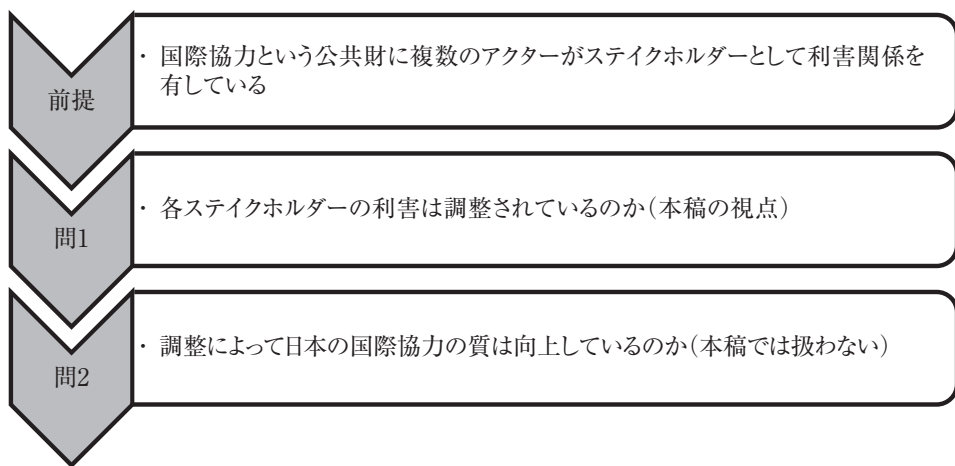 前提
・ 国際協力という公共財に複数のアクターがステイクホルダーとして利害関係を
有している
問1
・ 各ステイクホルダーの利害は調整されているのか（本稿の視点）
問2
・ 調整によって日本の国際協力の質は向上しているのか（本稿では扱わない）